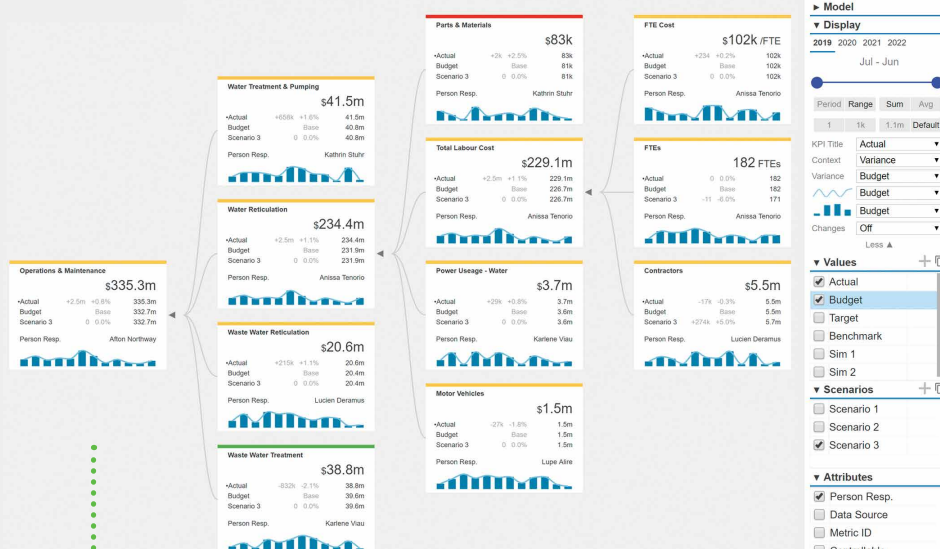 Operations & Maintenance
$335.3m
•Actual +2.5m +0.8% 335.3m
Budget Base 332.7m
Scenario 3 0 0.0% 332.7m
Person Resp. Afton Northway
Water Treatment & Pumping
$41.5m
•Actual +658k +1.6% 41.5m
Budget Base 40.8m
Scenario 3 0 0.0% 40.8m
Person Resp. Kathrin Stuhr
Water Reticulation
$234.4m
•Actual +2.5m +1.1% 234.4m
Budget Base 231.9m
Scenario 3 0 0.0% 231.9m
Person Resp. Anissa Tenorio
Waste Water Reticulation
$20.6m
•Actual +215k +1.1% 20.6m
Budget Base 20.4m
Scenario 3 0 0.0% 20.4m
Person Resp. Lucien Deramus
Waste Water Treatment
$38.8m
•Actual -832k -2.1% 38.8m
Budget Base 39.6m
Scenario 3 0 0.0% 39.6m
Person Resp. Karlene Viau
Parts & Materials
$83k
•Actual +2k +2.5% 83k
Budget Base 81k
Scenario 3 0 0.0% 81k
Person Resp. Kathrin Stuhr
Total Labour Cost
$229.1m
•Actual +2.5m +1.1% 229.1m
Budget Base 226.7m
Scenario 3 0 0.0% 226.7m
Person Resp. Anissa Tenorio
Power Useage - Water
$3.7m
•Actual +29k +0.8% 3.7m
Budget Base 3.6m
Scenario 3 0 0.0% 3.6m
Person Resp. Karlene Viau
Motor Vehicles
$1.5m
•Actual -27k -1.8% 1.5m
Budget Base 1.5m
Scenario 3 0 0.0% 1.5m
Person Resp. Lupe Alire
FTE Cost
$102k /FTE
•Actual +234 +0.2% 102k
Budget Base 102k
Scenario 3 0 0.0% 102k
Person Resp. Anissa Tenorio
FTEs
182 FTEs
•Actual 0 0.0% 182
Budget Base 182
Scenario 3 -11 -6.0% 171
Person Resp. Anissa Tenorio
Contractors
$5.5m
•Actual -17k -0.3% 5.5m
Budget Base 5.5m
Scenario 3 +274k +5.0% 5.7m
Person Resp. Lucien Deramus
Model
Display
2019 2020 2021 2022
Jul - Jun
Period Range Sum Avg
1 1k 1.1m Default
KPI Title Actual
Context Variance
Variance Budget
Budget
Budget
Changes Off
Less
Values
Actual
Budget
Target
Benchmark
Sim 1
Sim 2
Scenarios
Scenario 1
Scenario 2
Scenario 3
Attributes
Person Resp.
Data Source
Metric ID